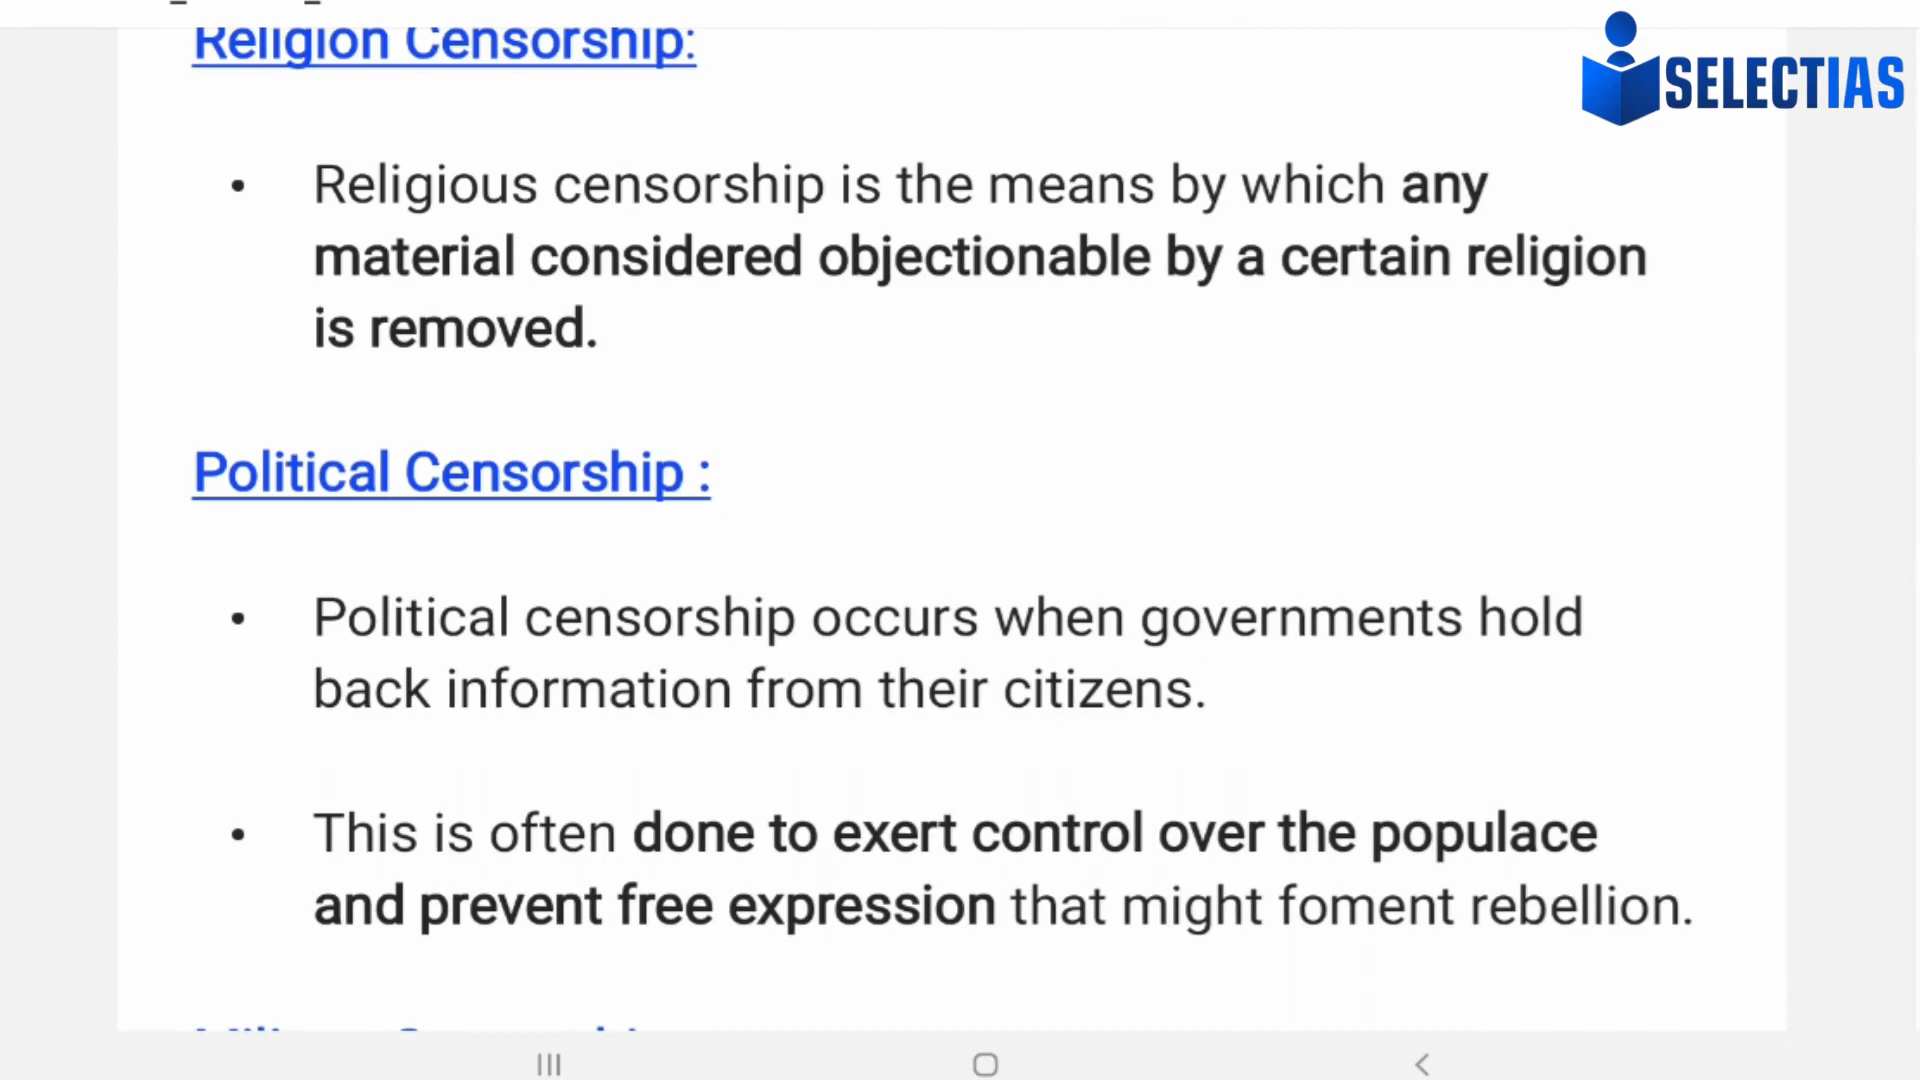 Religion Censorship:
SELECTIAS
• Religious censorship is the means by which any
material considered objectionable by a certain religion
is removed.
Political Censorship :
• Political censorship occurs when governments hold
back information from their citizens.
• This is often done to exert control over the populace
and prevent free expression that might foment rebellion.